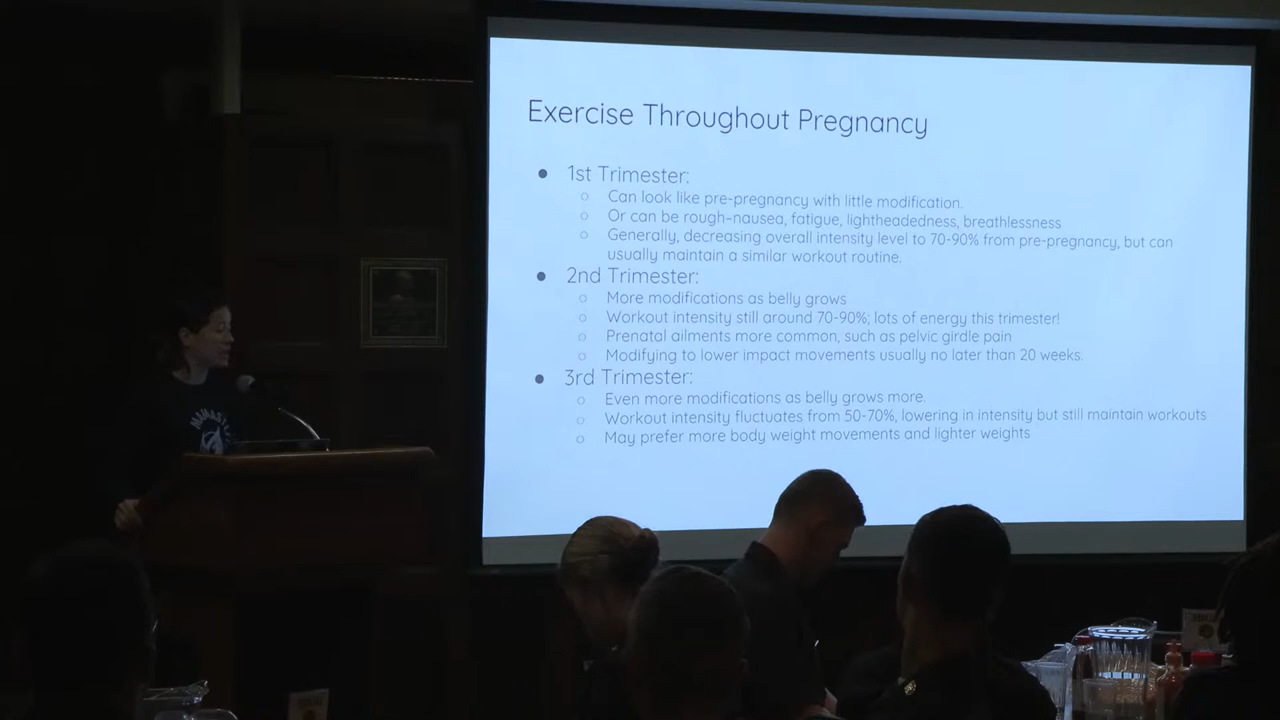 Exercise Throughout Pregnancy
● 1st Trimester:
○ Can look like pre-pregnancy with little modification.
○ Or can be rough-nausea, fatigue, lightheadedness, breathlessness
○ Generally, decreasing overall intensity level to 70-90% from pre-pregnancy, but can
usually maintain a similar workout routine.
● 2nd Trimester:
○ More modifications as belly grows
○ Workout intensity still around 70-90%; lots of energy this trimester!
○ Prenatal ailments more common, such as pelvic girdle pain
○ Modifying to lower impact movements usually no later than 20 weeks.
● 3rd Trimester:
○ Even more modifications as belly grows more.
○ Workout intensity fluctuates from 50-70%, lowering in intensity but still maintain workouts
○ May prefer more body weight movements and lighter weights